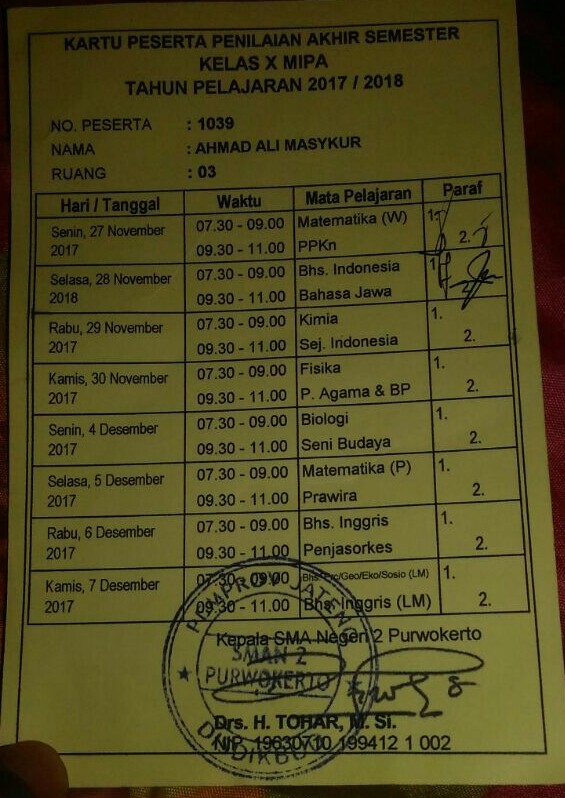 KARTU PESERTA PENILAIAN AKHIR SEMESTER
KELAS X MIPA
TAHUN PELAJARAN 2017 / 2018
NO. PESERTA : 1039
NAMA : AHMAD ALI MASYKUR
RUANG : 03
Hari / Tanggal Waktu Mata Pelajaran Paraf
Senin, 27 November 2017 07.30 - 09.00 Matematika (W) 1.
09.30 - 11.00 PPKn 2.
Selasa, 28 November 2018 07.30 - 09.00 Bhs. Indonesia 1.
09.30 - 11.00 Bahasa Jawa 2.
Rabu, 29 November 2017 07.30 - 09.00 Kimia 1.
09.30 - 11.00 Sej. Indonesia 2.
Kamis, 30 November 2017 07.30 - 09.00 Fisika 1.
09.30 - 11.00 P. Agama & BP 2.
Senin, 4 Desember 2017 07.30 - 09.00 Biologi 1.
09.30 - 11.00 Seni Budaya 2.
Selasa, 5 Desember 2017 07.30 - 09.00 Matematika (P) 1.
09.30 - 11.00 Prawira 2.
Rabu, 6 Desember 2017 07.30 - 09.00 Bhs. Inggris 1.
09.30 - 11.00 Penjasorkes 2.
Kamis, 7 Desember 2017 07.30 - 09.00 /Geo/Eko/Sosio (LM) 1.
09.30 - 11.00 Bhs. Inggris (LM) 2.
Kepala SMA Negeri 2 Purwokerto
PEMPROV JATENG
SMAN 2
PURWOKERTO
DINDIKBUD
Drs. H. TOHAR, M. Si.
NIP. 19630710 199412 1 002